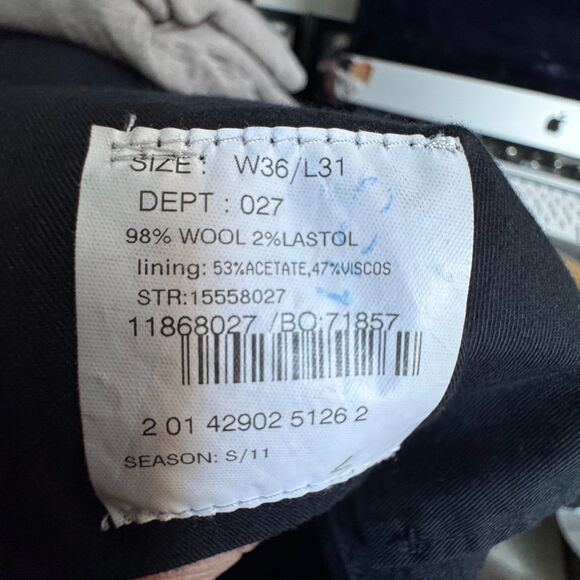 SIZE : W36/L31
DEPT : 027
98% WOOL 2%LASTOL
lining: 53%ACETATE,47%VISCOS
STR:15558027
11868027 /BO:71857
2 01 42902 5126 2
SEASON: S/11